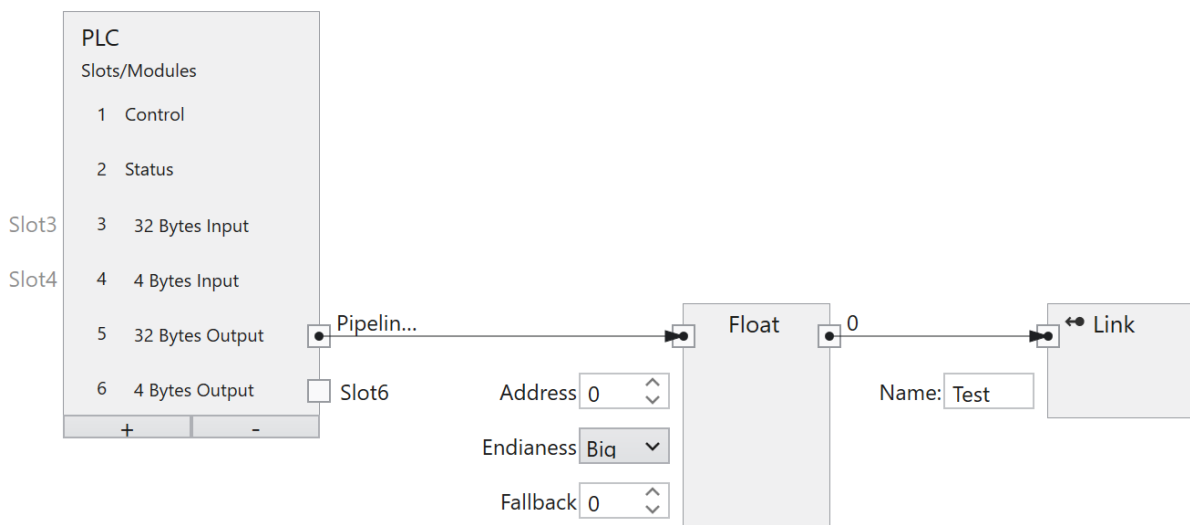 PLC
Slots/Modules
1 Control
2 Status
Slot3 3 32 Bytes Input
Slot4 4 4 Bytes Input
5 32 Bytes Output Pipelin...
6 4 Bytes Output Slot6
+ -
Float 0
Address 0
Endianess Big
Fallback 0
Link
Name: Test